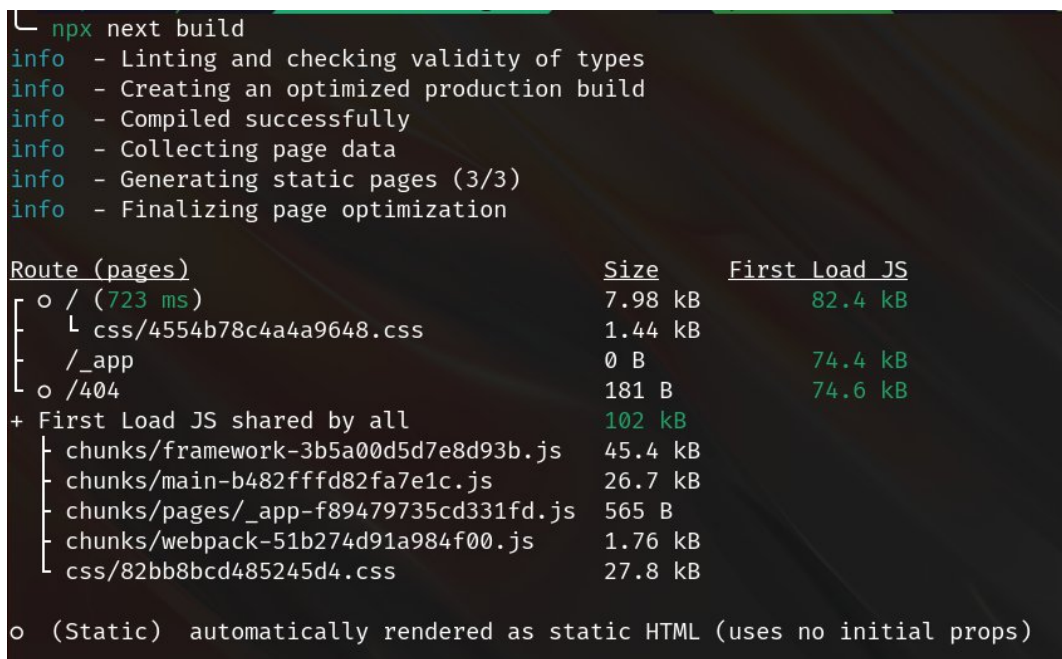 ╰─ npx next build
info  - Linting and checking validity of types
info  - Creating an optimized production build
info  - Compiled successfully
info  - Collecting page data
info  - Generating static pages (3/3)
info  - Finalizing page optimization
Route (pages)                              Size     First Load JS
┌ ○ / (723 ms)                             7.98 kB        82.4 kB
├   └ css/4554b78c4a4a9648.css             1.44 kB
├   /_app                                  0 B            74.4 kB
└ ○ /404                                   181 B          74.6 kB
+ First Load JS shared by all              102 kB
  ├ chunks/framework-3b5a00d5d7e8d93b.js   45.4 kB
  ├ chunks/main-b482fffd82fa7e1c.js        26.7 kB
  ├ chunks/pages/_app-f89479735cd331fd.js  565 B
  ├ chunks/webpack-51b274d91a984f00.js     1.76 kB
  └ css/82bb8bcd485245d4.css               27.8 kB
○  (Static)  automatically rendered as static HTML (uses no initial props)